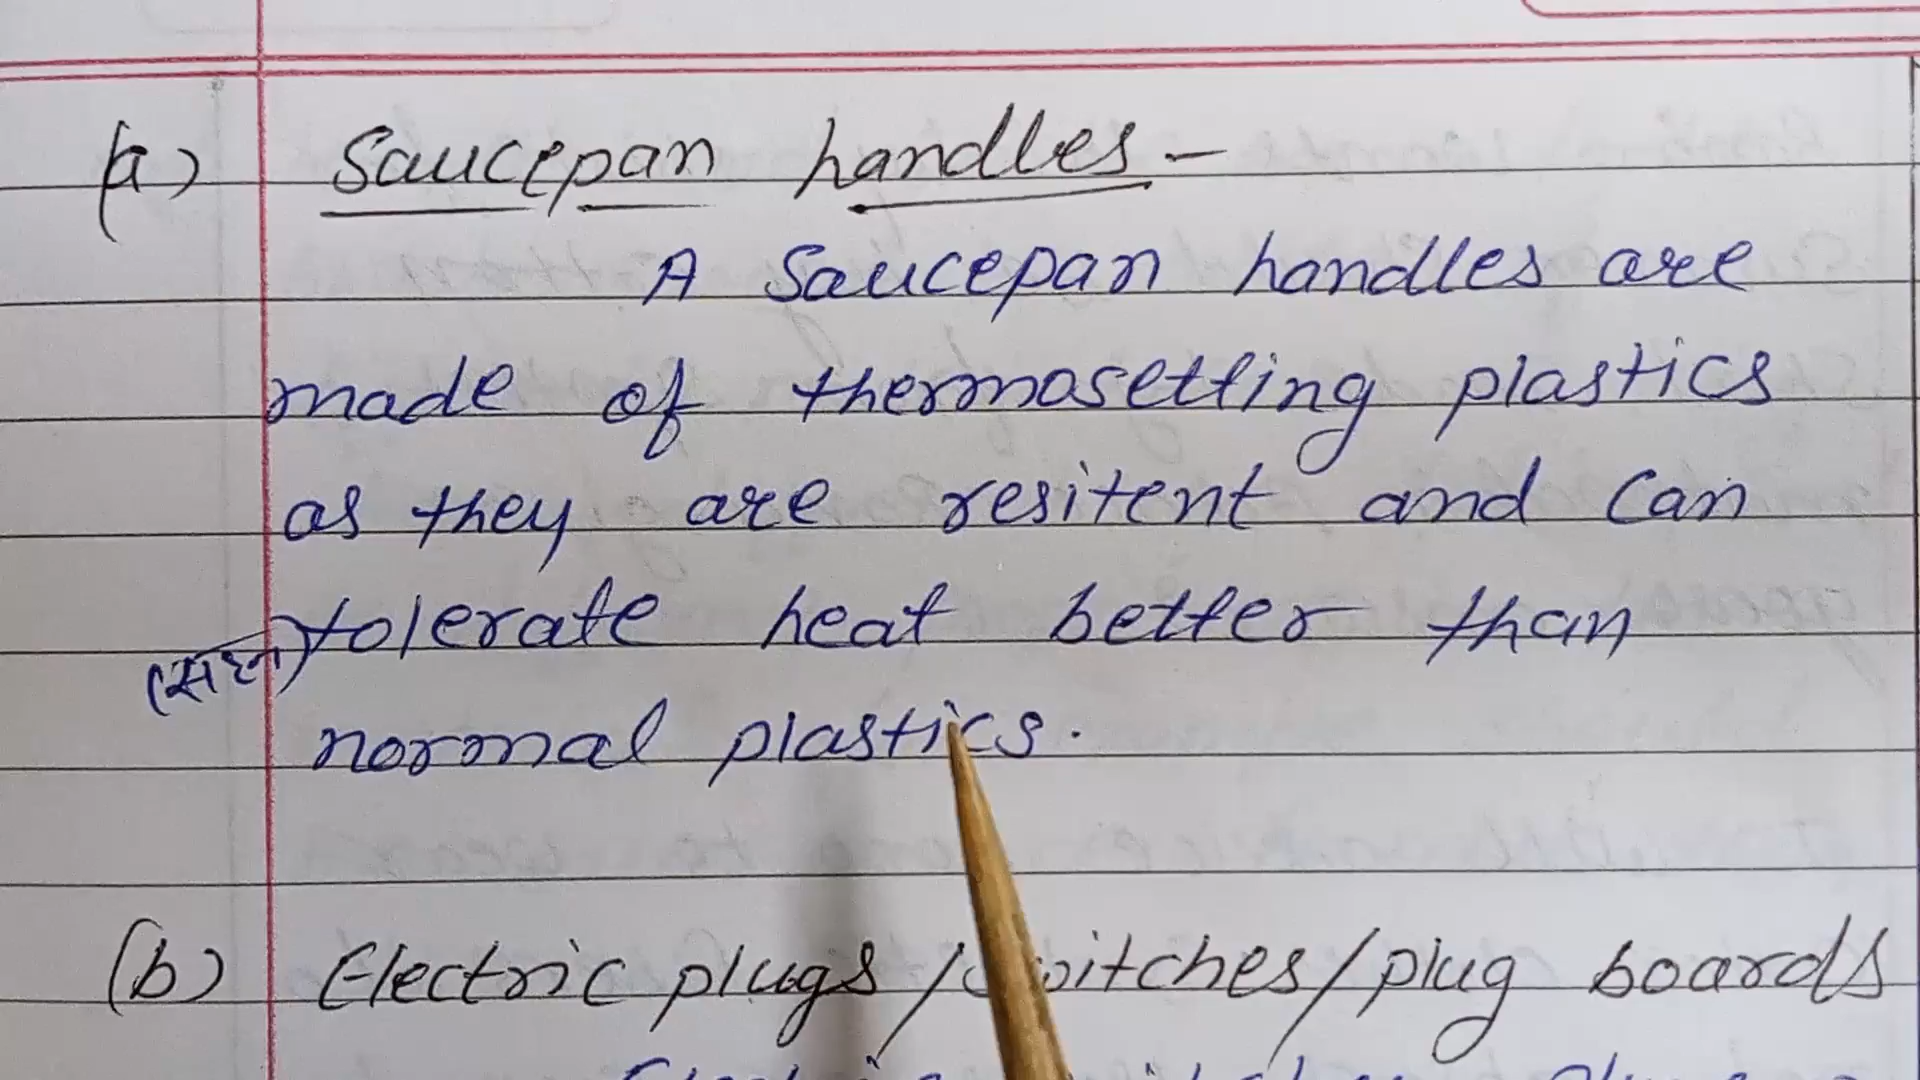 (a) Saucepan handles -
A Saucepan handles are
made of thermosetting plastics
as they are resitent and can
(सहन) tolerate heat better than
normal plastics.
(b) Electric plugs / switches / plug boards